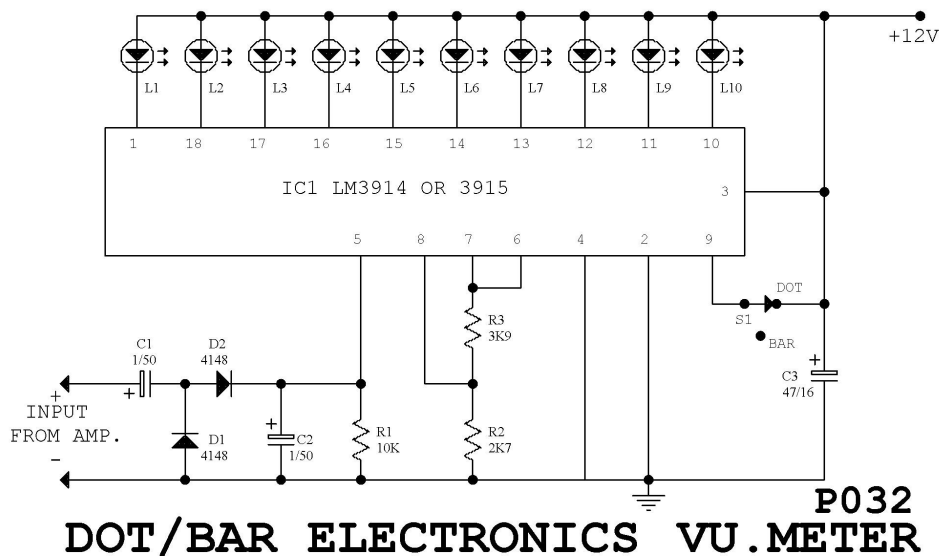 +12V
L1 L2 L3 L4 L5 L6 L7 L8 L9 L10
1 18 17 16 15 14 13 12 11 10
IC1 LM3914 OR 3915
3
5 8 7 6 4 2 9
DOT
S1
BAR
R3
3K9
C1
1/50
D2
4148
+
C3
47/16
+
+
INPUT
FROM AMP.
-
D1
4148
+
C2
1/50
R1
10K
R2
2K7
P032
DOT/BAR ELECTRONICS VU.METER